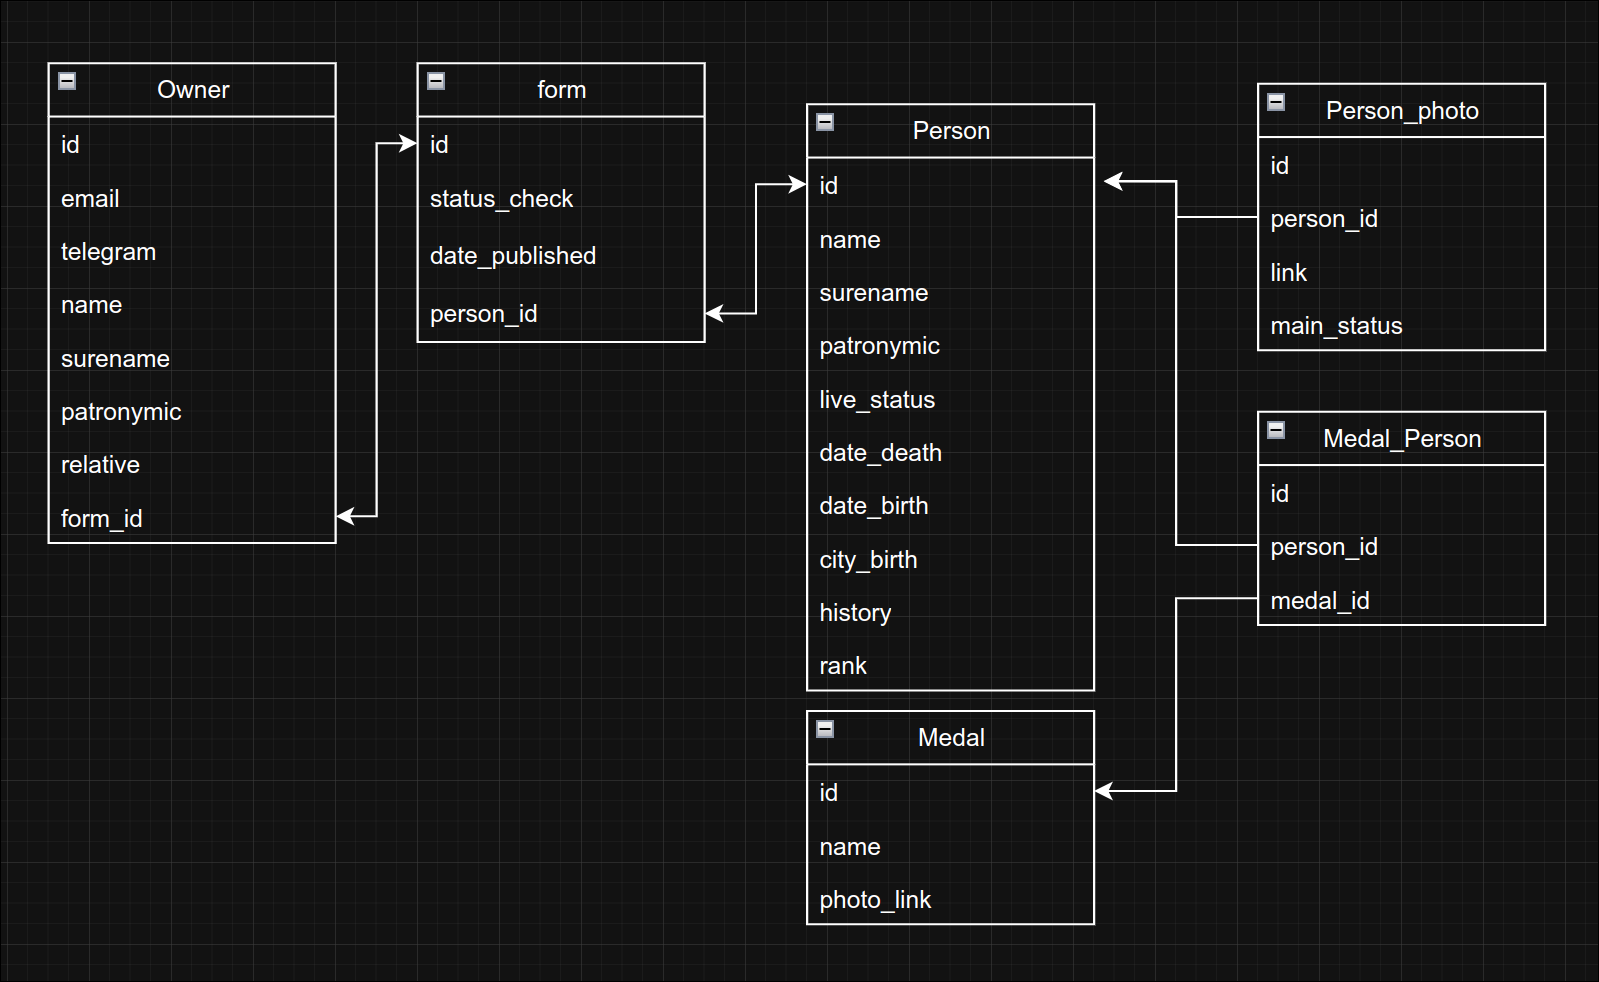 Owner
id
email
telegram
name
surename
patronymic
relative
form_id
form
id
status_check
date_published
person_id
Person
id
name
surename
patronymic
live_status
date_death
date_birth
city_birth
history
rank
Medal
id
name
photo_link
Person_photo
id
person_id
link
main_status
Medal_Person
id
person_id
medal_id